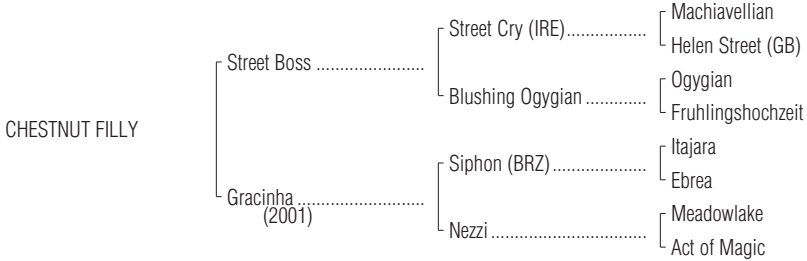 Machiavellian
Street Cry (IRE)................
Helen Street (GB)
Street Boss .......................
Ogygian
Blushing Ogygian .............
Fruhlingshochzeit
CHESTNUT FILLY
Itajara
Siphon (BRZ)....................
Ebrea
Gracinha ...........................
(2001)
Meadowlake
Nezzi.................................
Act of Magic